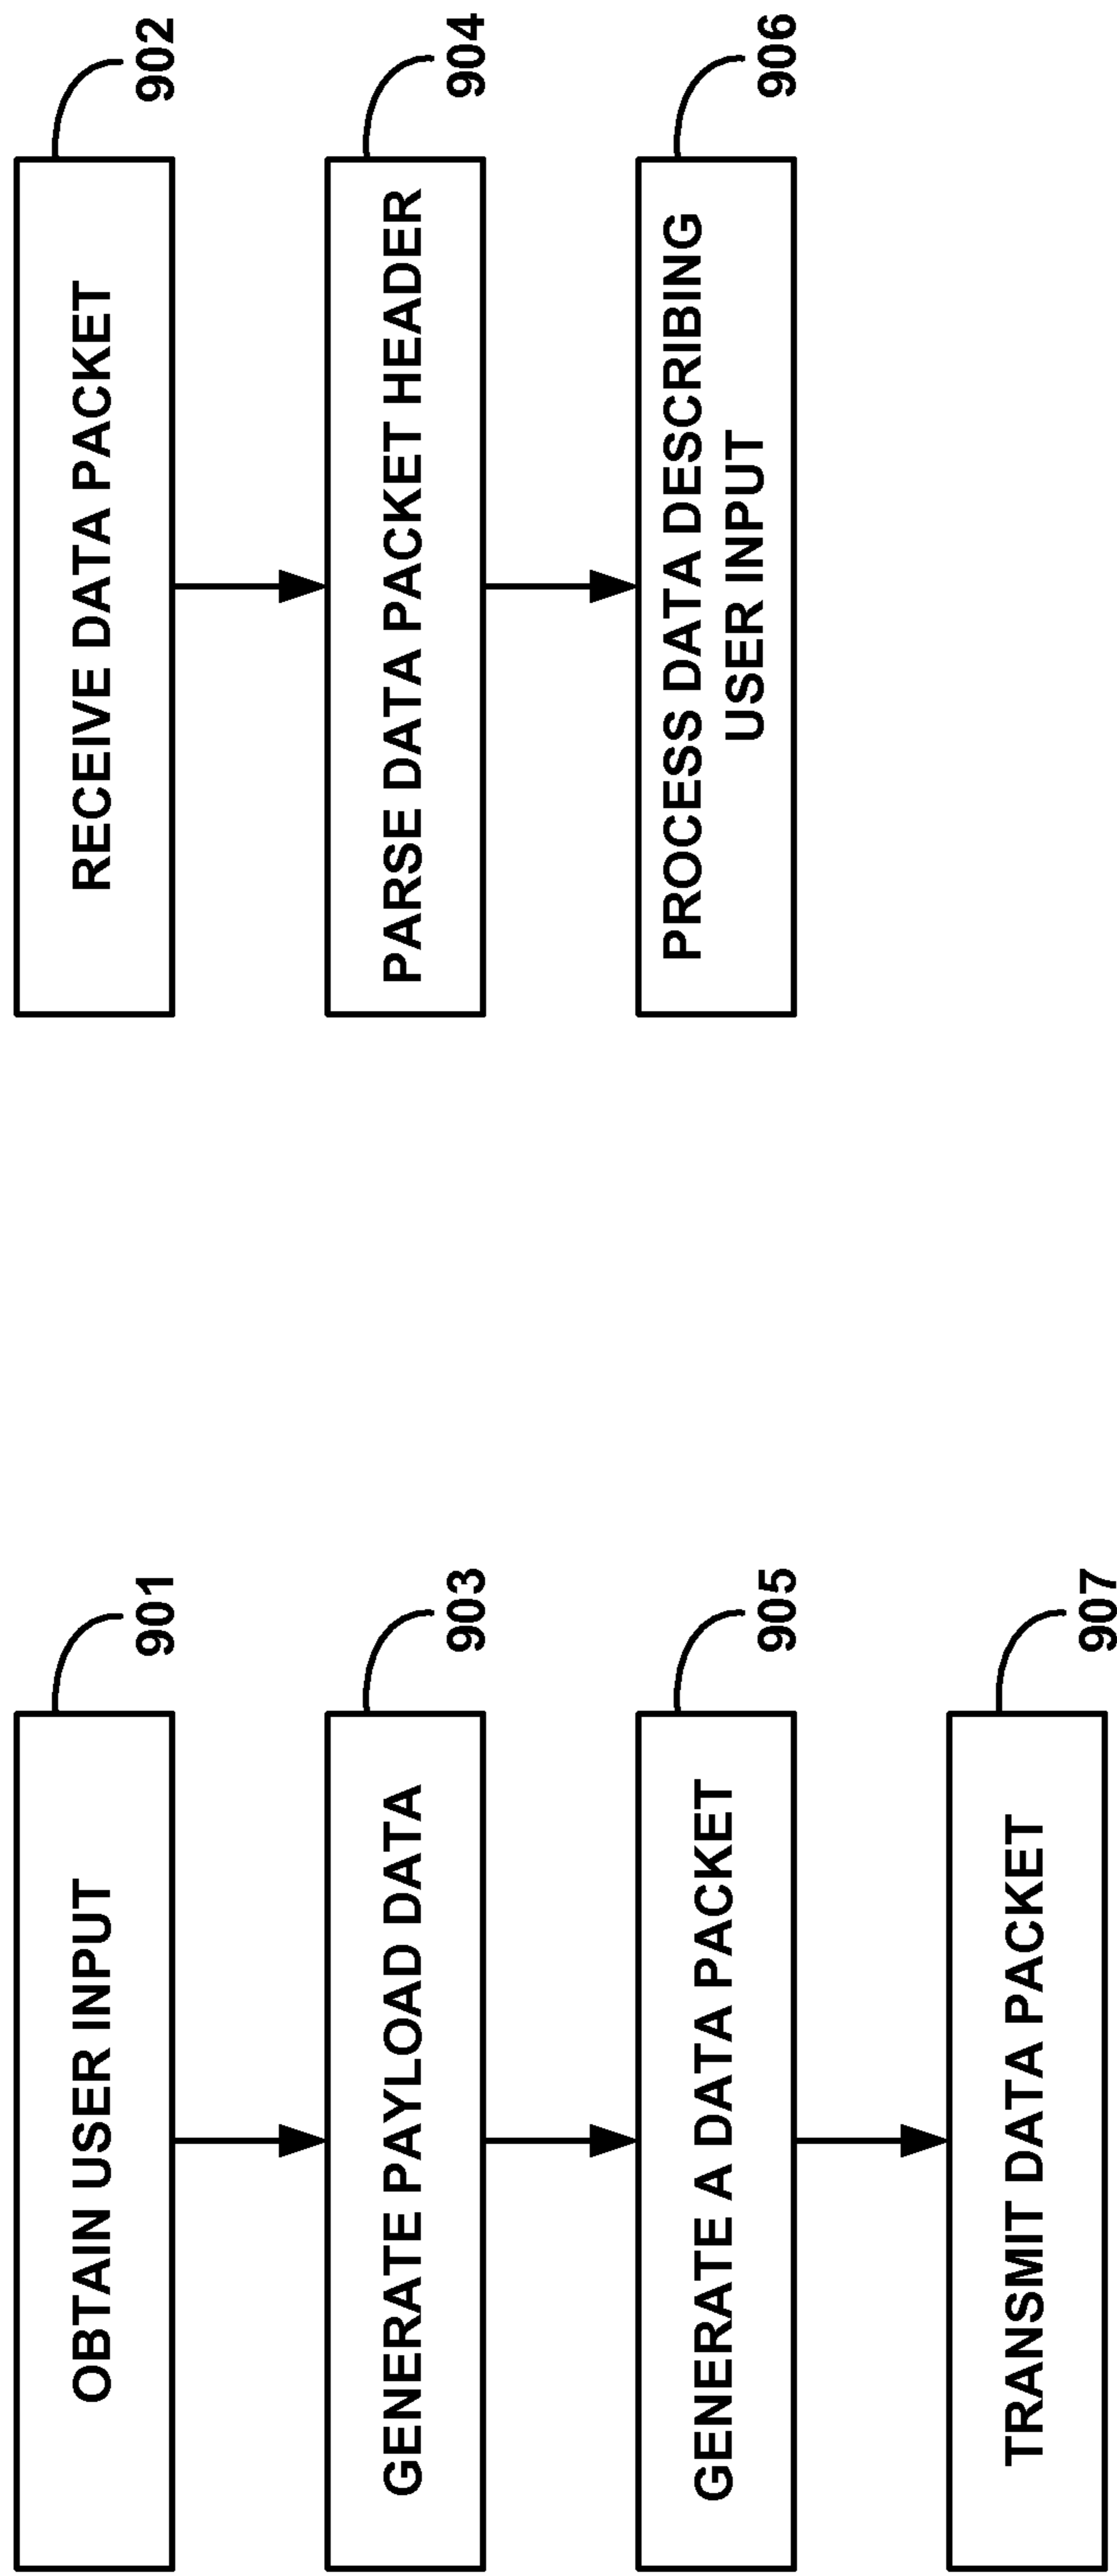 OBTAIN USER INPUT
901
GENERATE PAYLOAD DATA
903
GENERATE A DATA PACKET
905
TRANSMIT DATA PACKET
907
RECEIVE DATA PACKET
902
PARSE DATA PACKET HEADER
904
PROCESS DATA DESCRIBING
USER INPUT
906